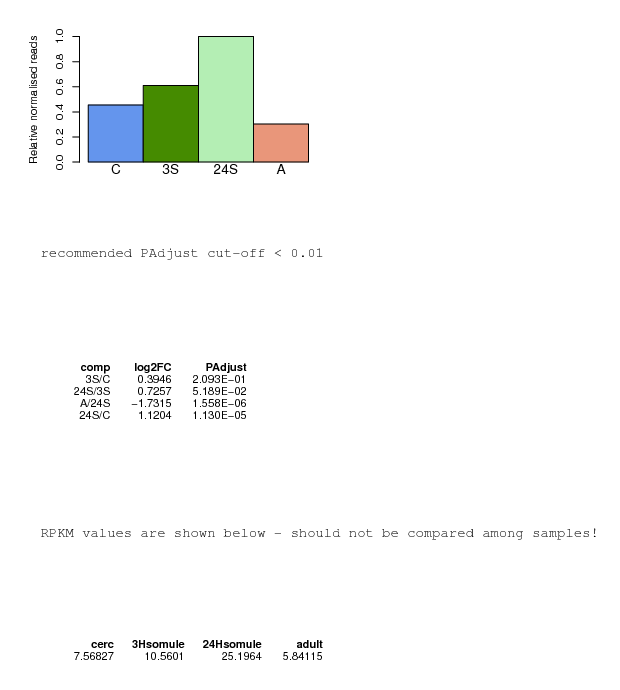 Relative normalised reads
1.0
0.8
0.6
0.4
0.2
0.0
C 3S 24S A
recommended PAdjust cut-off < 0.01
comp log2FC PAdjust
3S/C 0.3946 2.093E-01
24S/3S 0.7257 5.189E-02
A/24S -1.7315 1.558E-06
24S/C 1.1204 1.130E-05
RPKM values are shown below - should not be compared among samples!
cerc 3Hsomule 24Hsomule adult
7.56827 10.5601 25.1964 5.84115